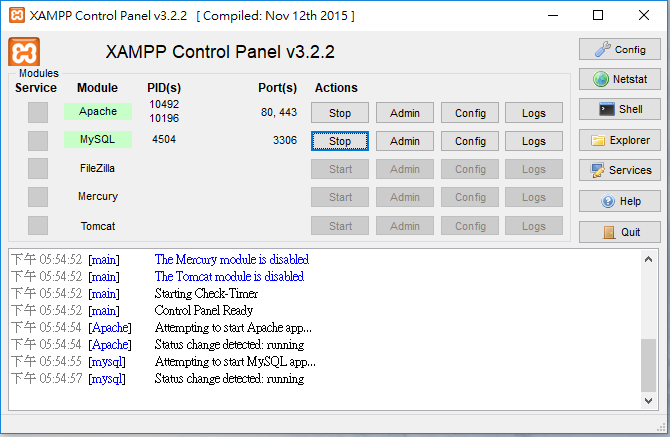 XAMPP Control Panel v3.2.2 [ Compiled: Nov 12th 2015 ]
XAMPP Control Panel v3.2.2
Config
Modules
Service Module PID(s) Port(s) Actions
Netstat
Apache 10492 10196 80, 443 Stop Admin Config Logs
Shell
MySQL 4504 3306 Stop Admin Config Logs
Explorer
FileZilla Start Admin Config Logs
Services
Mercury Start Admin Config Logs
Help
Tomcat Start Admin Config Logs
Quit
下午 05:54:52 [main] The Mercury module is disabled
下午 05:54:52 [main] The Tomcat module is disabled
下午 05:54:52 [main] Starting Check-Timer
下午 05:54:52 [main] Control Panel Ready
下午 05:54:54 [Apache] Attempting to start Apache app...
下午 05:54:54 [Apache] Status change detected: running
下午 05:54:55 [mysql] Attempting to start MySQL app...
下午 05:54:57 [mysql] Status change detected: running